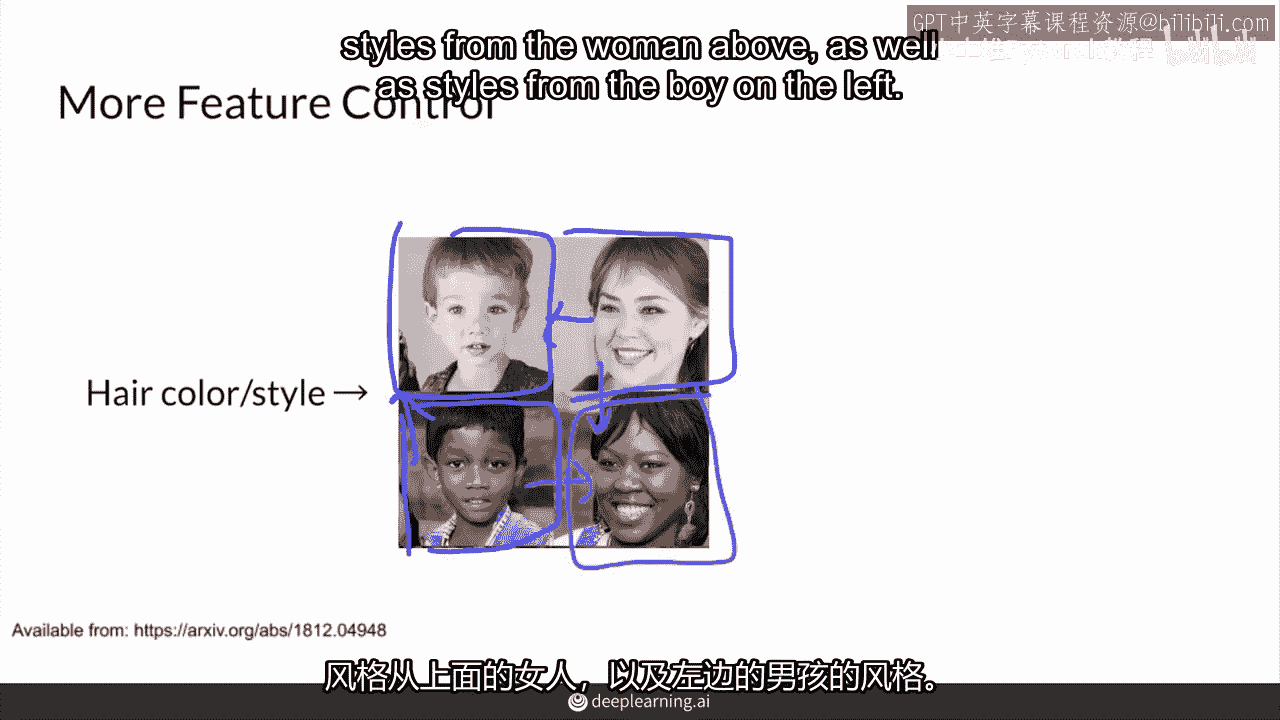 GPT中英字幕课程资源@bilibili.com
styles from the woman above, as well
as styles from the boy on the left.
More Feature Control
Hair color/style →
Available from: https://arxiv.org/abs/1812.04948
风格从上面的女人，以及左边的男孩的风格。
deeplearning.ai